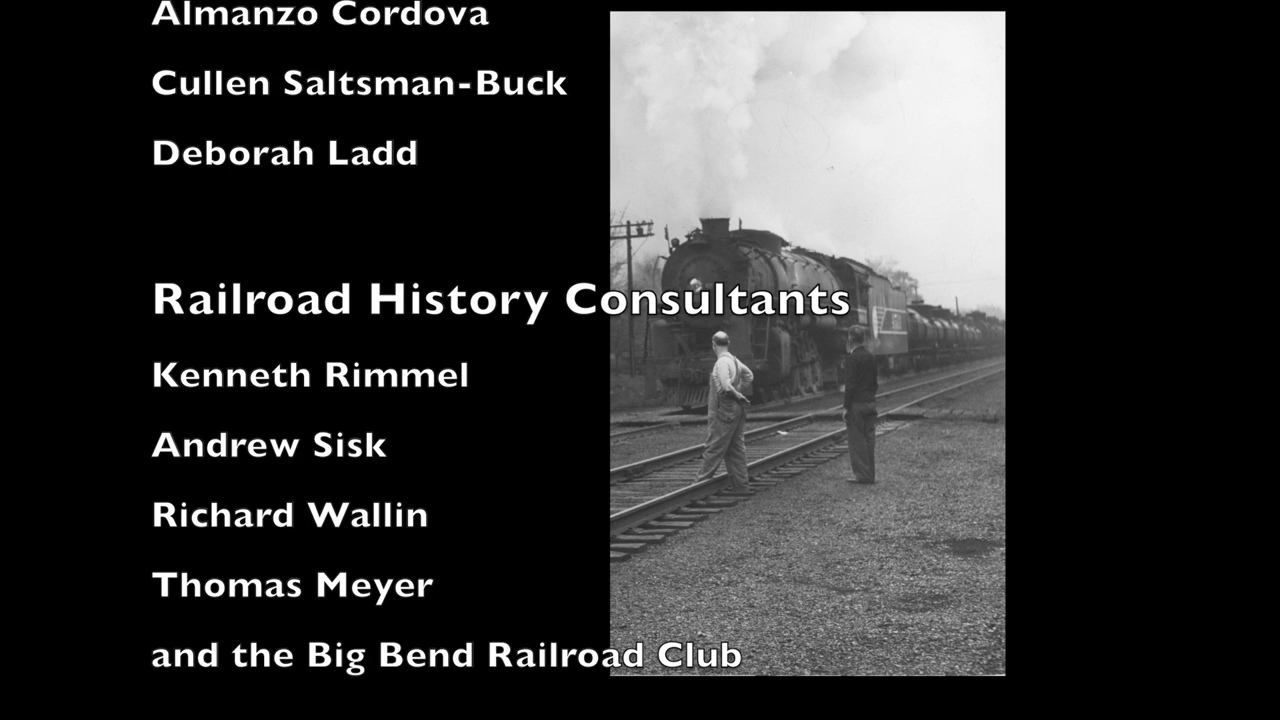 Almanzo Cordova
Cullen Saltsman-Buck
Deborah Ladd
Railroad History Consultants
Kenneth Rimmel
Andrew Sisk
Richard Wallin
Thomas Meyer
and the Big Bend Railroad Club